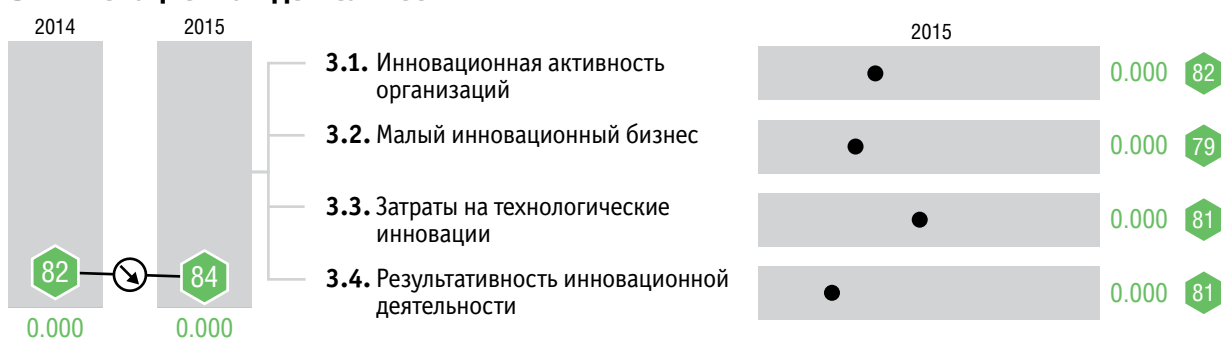 2014
2015
82
84
0.000
0.000
3.1. Инновационная активность
организаций
3.2. Малый инновационный бизнес
3.3. Затраты на технологические
инновации
3.4. Результативность инновационной
деятельности
2015
0.000 82
0.000 79
0.000 81
0.000 81